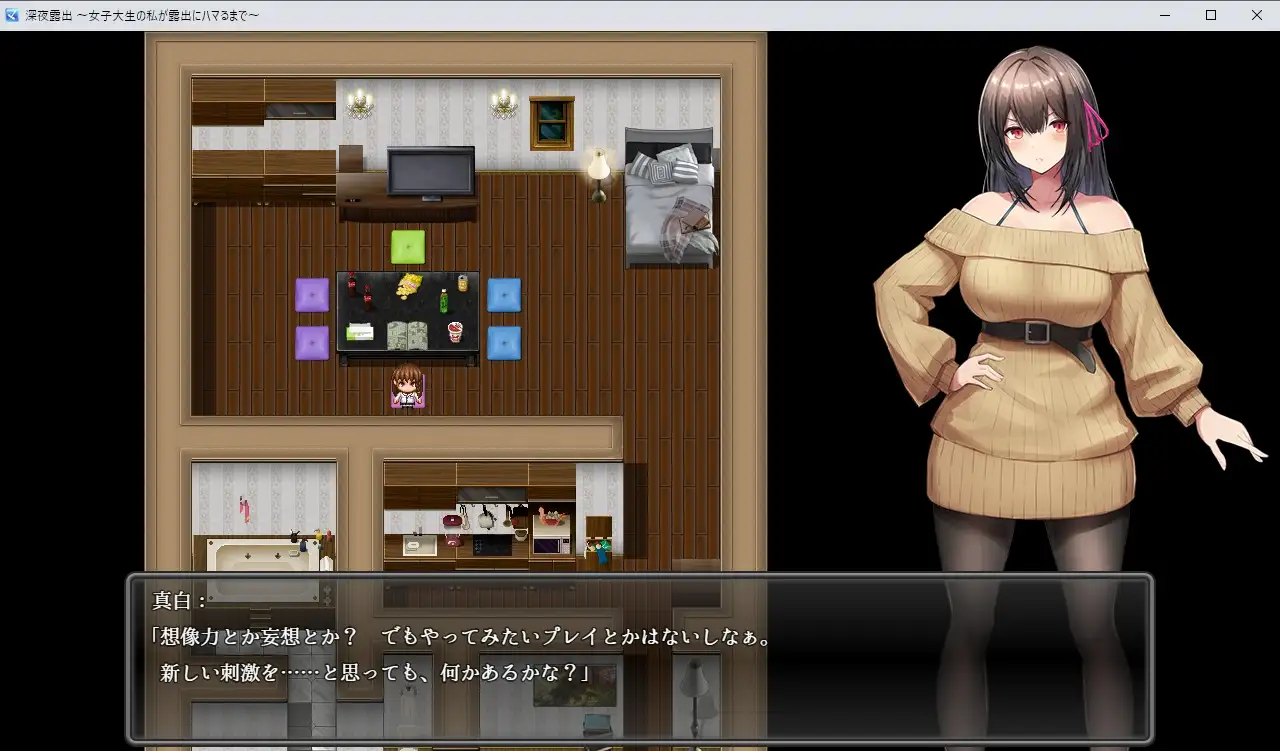 深夜露出 ～女子大生の私が露出にハマるまで～
真白：
「想像力とか妄想とか？　でもやってみたいプレイとかはないしなぁ。
新しい刺激を……と思っても、何かあるかな？」